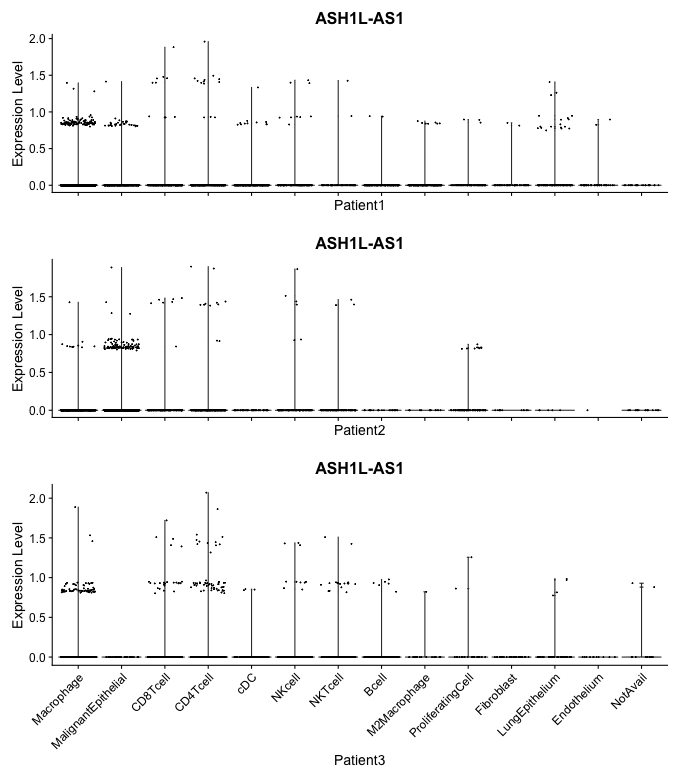 ASH1L-AS1
Expression Level
2.0
1.5
1.0
0.5
0.0
Patient1
ASH1L-AS1
Expression Level
1.5
1.0
0.5
0.0
Patient2
ASH1L-AS1
Expression Level
2.0
1.5
1.0
0.5
0.0
Macrophage
MalignantEpithelial
CD8Tcell
CD4Tcell
cDC
NKcell
NKTcell
Bcell
M2Macrophage
ProliferatingCell
Fibroblast
LungEpithelium
Endothelium
NotAvail
Patient3